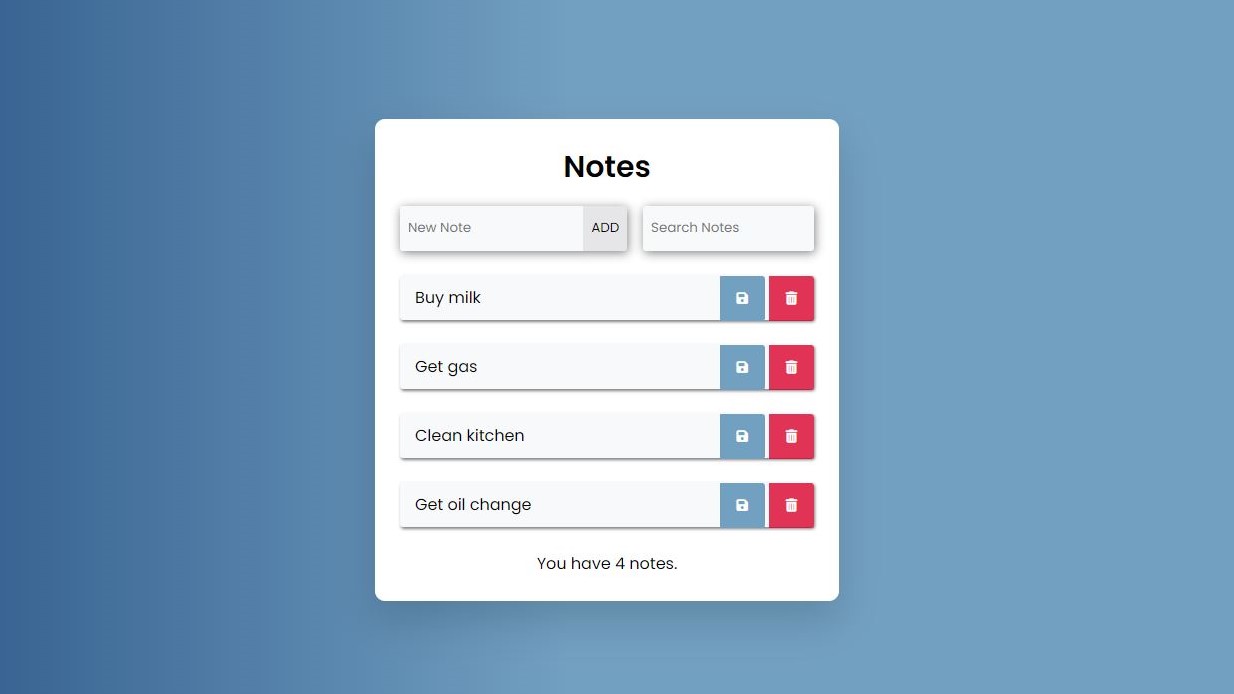 Notes
New Note ADD Search Notes
Buy milk
Get gas
Clean kitchen
Get oil change
You have 4 notes.